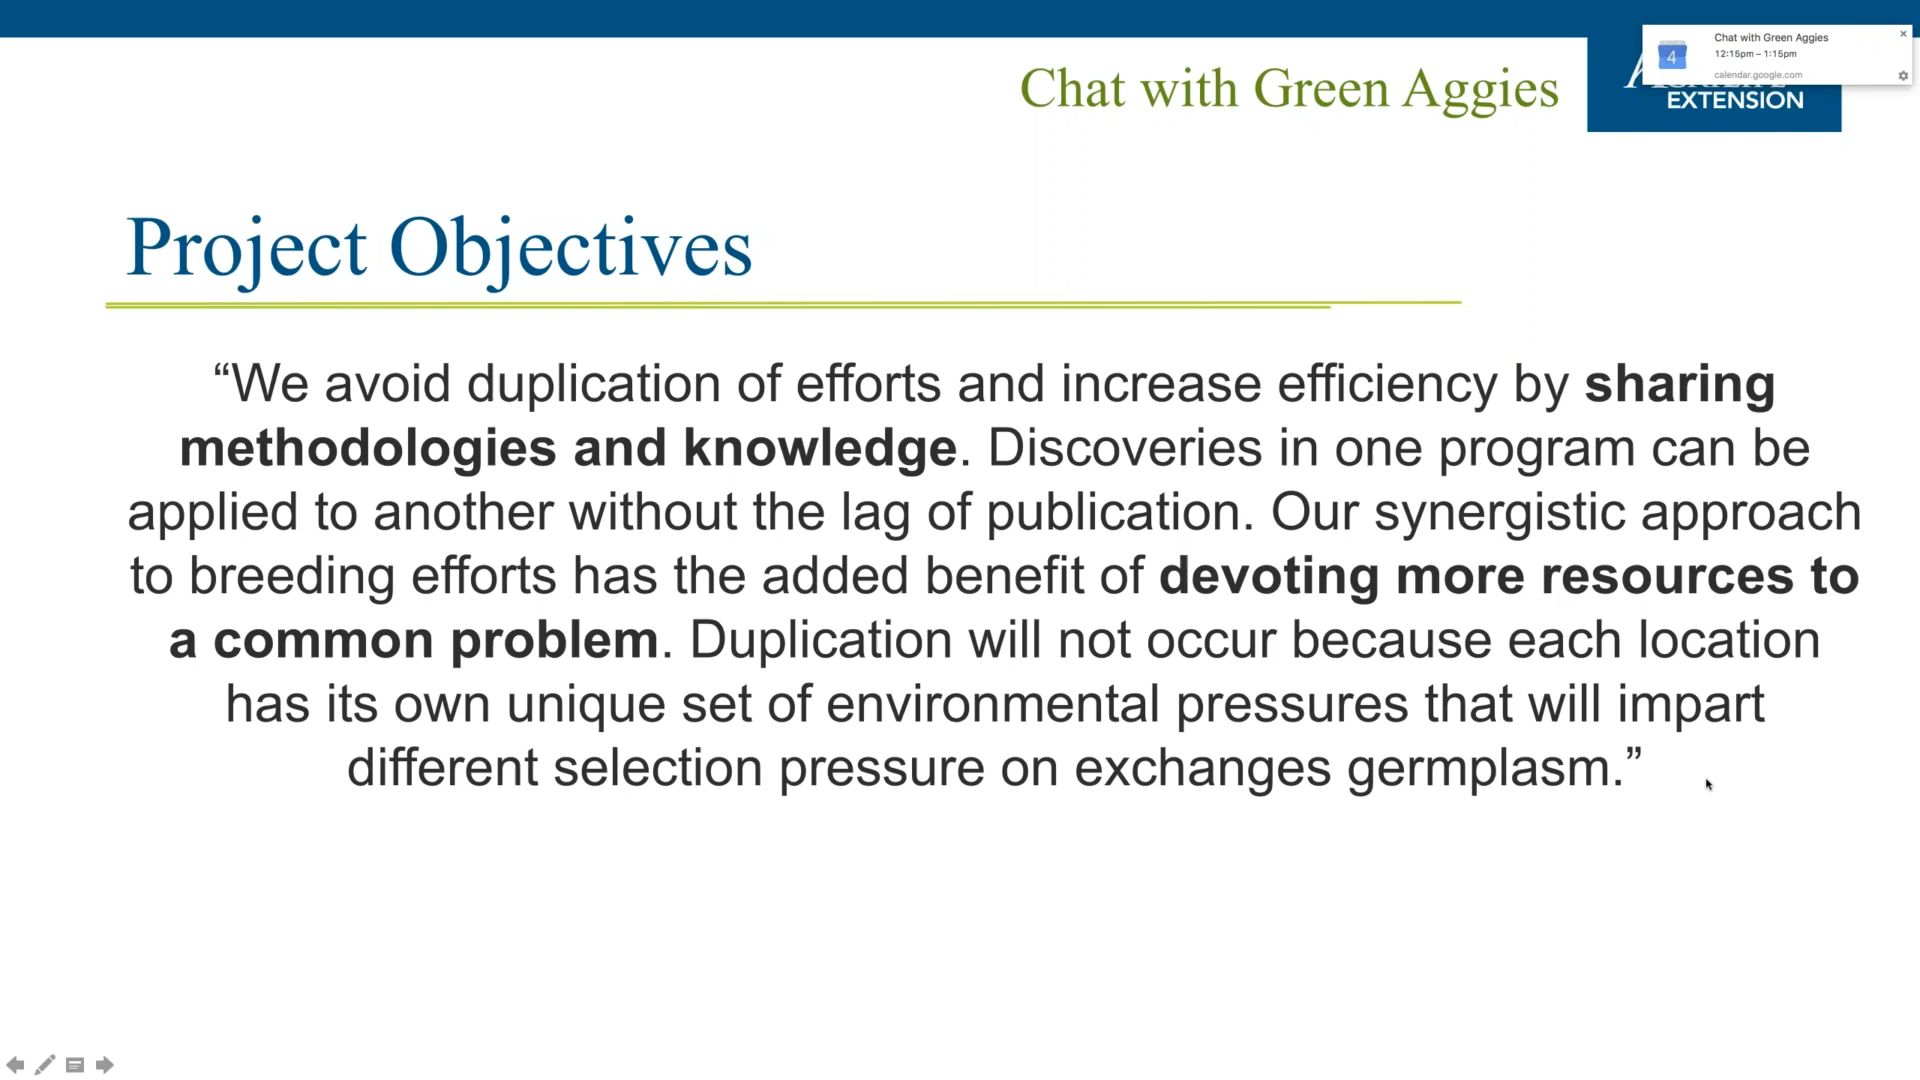 Chat with Green Aggies
12:15pm – 1:15pm
calendar.google.com
4
Chat with Green Aggies
EXTENSION
Project Objectives
“We avoid duplication of efforts and increase efficiency by sharing
methodologies and knowledge. Discoveries in one program can be
applied to another without the lag of publication. Our synergistic approach
to breeding efforts has the added benefit of devoting more resources to
a common problem. Duplication will not occur because each location
has its own unique set of environmental pressures that will impart
different selection pressure on exchanges germplasm.”